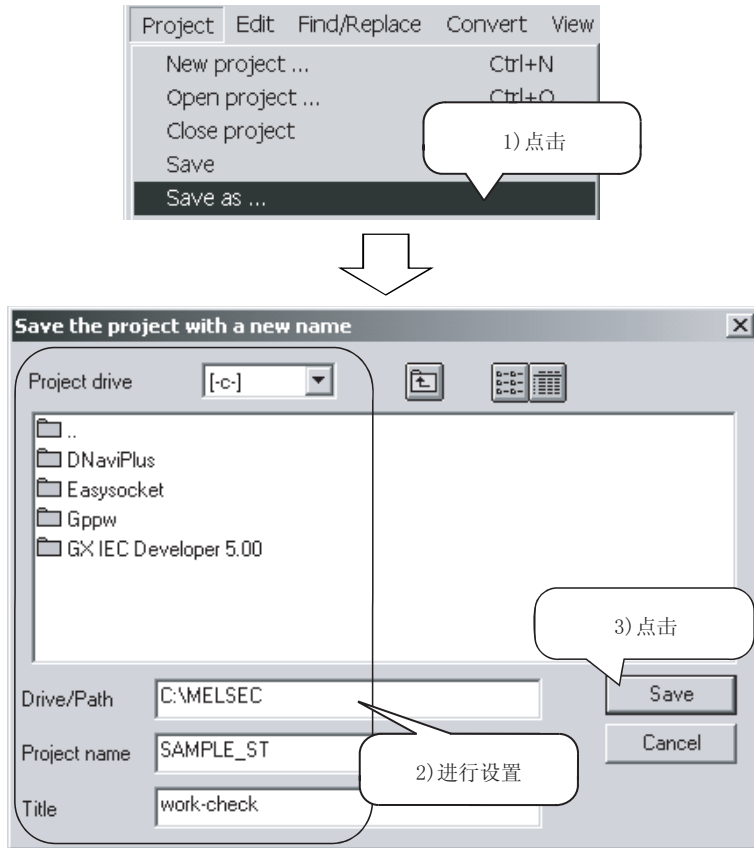 Project Edit Find/Replace Convert View
New project ... Ctrl+N
Open project ... Ctrl+O
Close project
1)点击
Save
Save as ...
Save the project with a new name
Project drive [-c-]
..
DNaviPlus
Easysocket
Gppw
GX IEC Developer 5.00
3)点击
Drive/Path C:\MELSEC Save
Project name SAMPLE_ST Cancel
2)进行设置
Title work-check